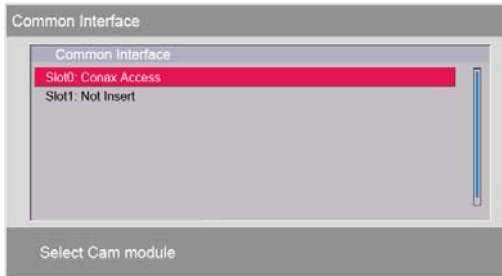 Common Interface
Common Interface
Slot0: Conax Access
Slot1: Not Insert
Select Cam module